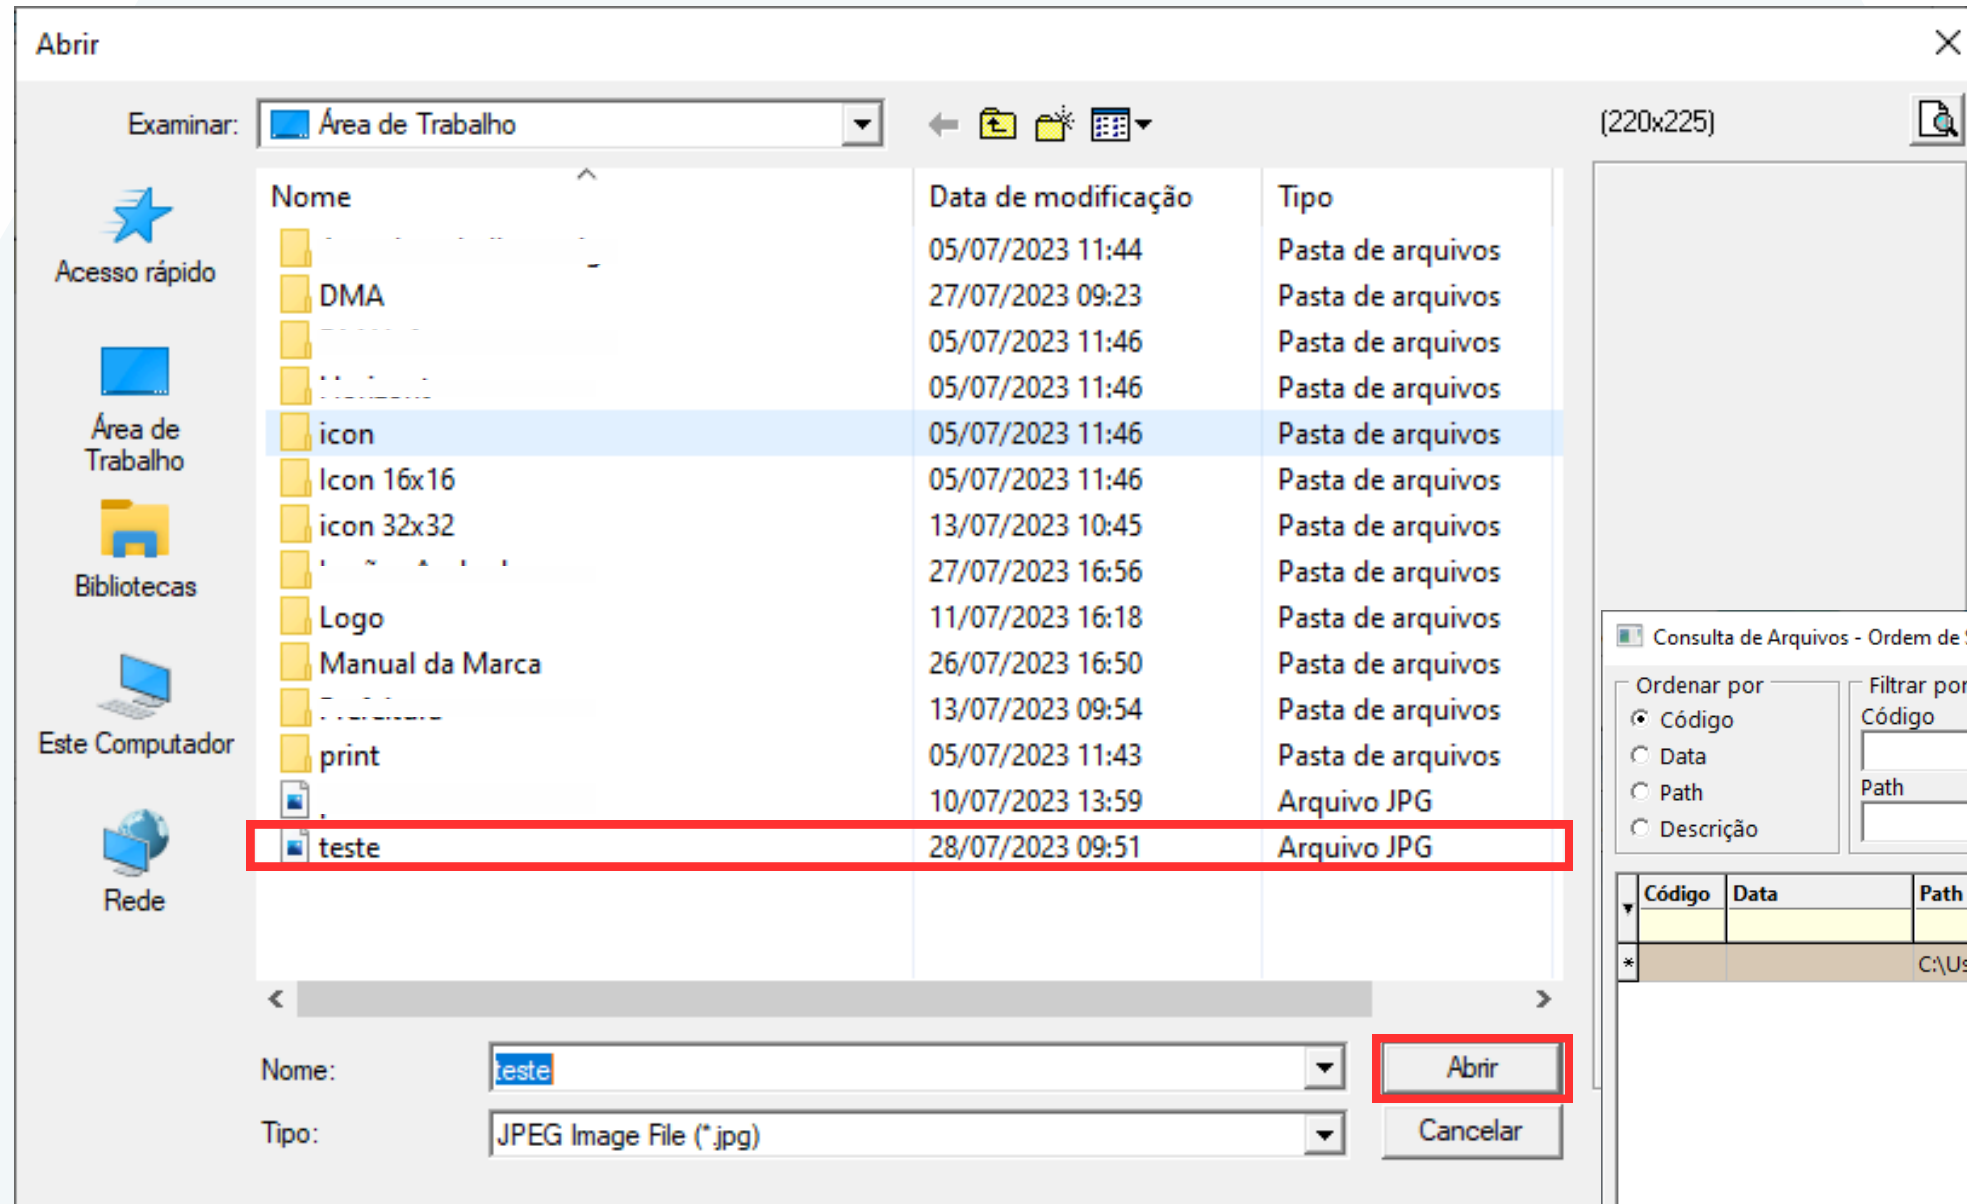 Abrir
Examinar: Área de Trabalho (220x225)
Nome Data de modificação Tipo
05/07/2023 11:44 Pasta de arquivos
DMA 27/07/2023 09:23 Pasta de arquivos
05/07/2023 11:46 Pasta de arquivos
05/07/2023 11:46 Pasta de arquivos
icon 05/07/2023 11:46 Pasta de arquivos
Icon 16x16 05/07/2023 11:46 Pasta de arquivos
icon 32x32 13/07/2023 10:45 Pasta de arquivos
27/07/2023 16:56 Pasta de arquivos
Logo 11/07/2023 16:18 Pasta de arquivos
Manual da Marca 26/07/2023 16:50 Pasta de arquivos
13/07/2023 09:54 Pasta de arquivos
print 05/07/2023 11:43 Pasta de arquivos
10/07/2023 13:59 Arquivo JPG
teste 28/07/2023 09:51 Arquivo JPG
Acesso rápido
Área de
Trabalho
Bibliotecas
Este Computador
Rede
Nome: teste Abrir
Tipo: JPEG Image File (*.jpg) Cancelar
Consulta de Arquivos - Ordem de
Ordenar por
Código
Data
Path
Descrição
Filtrar por
Código
Path
Código Data Path
* C:\Us